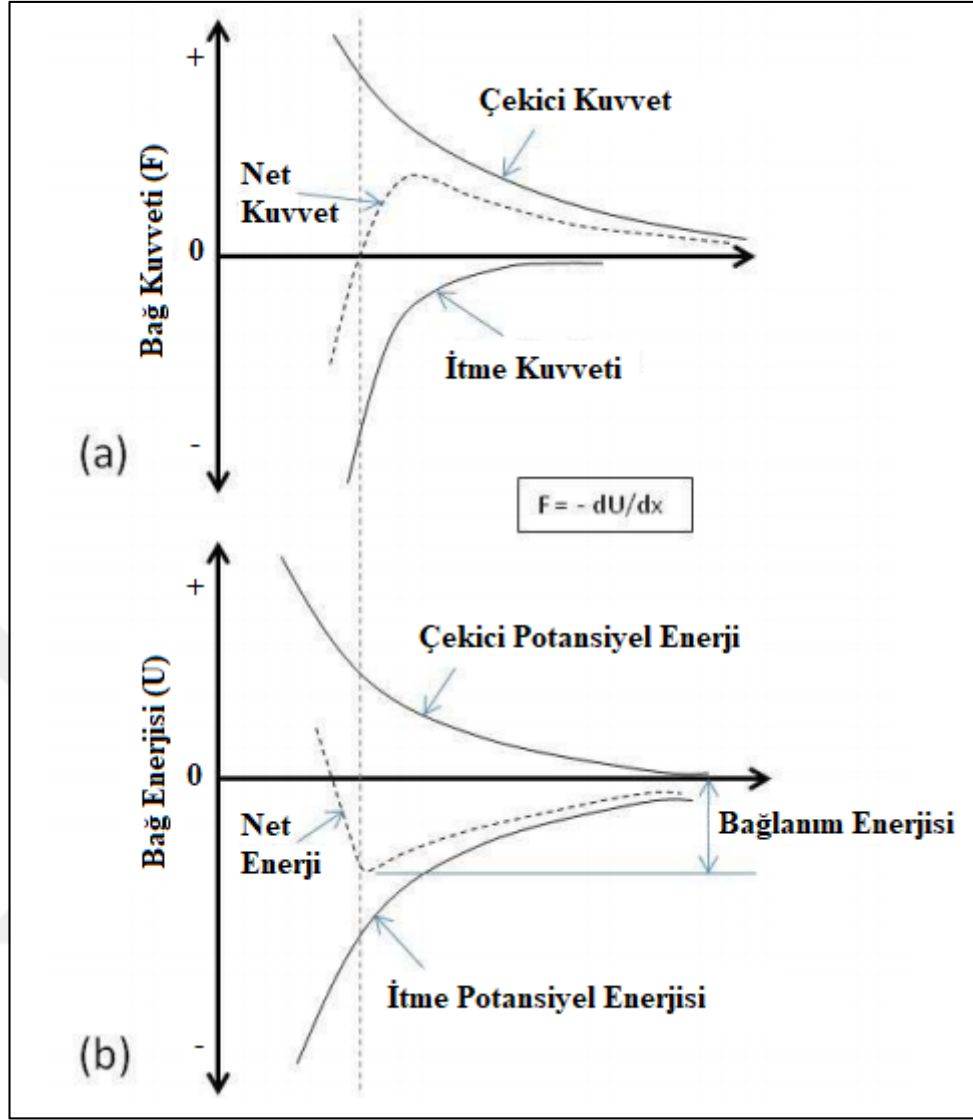 +
Çekici Kuvvet
Net
Kuvvet
Bağ Kuvveti (F)
0
İtme Kuvveti
-
(a)
F = - dU/dx
+
Çekici Potansiyel Enerji
Bağ Enerjisi (U)
0
Net
Enerji
Bağlanım Enerjisi
İtme Potansiyel Enerjisi
-
(b)